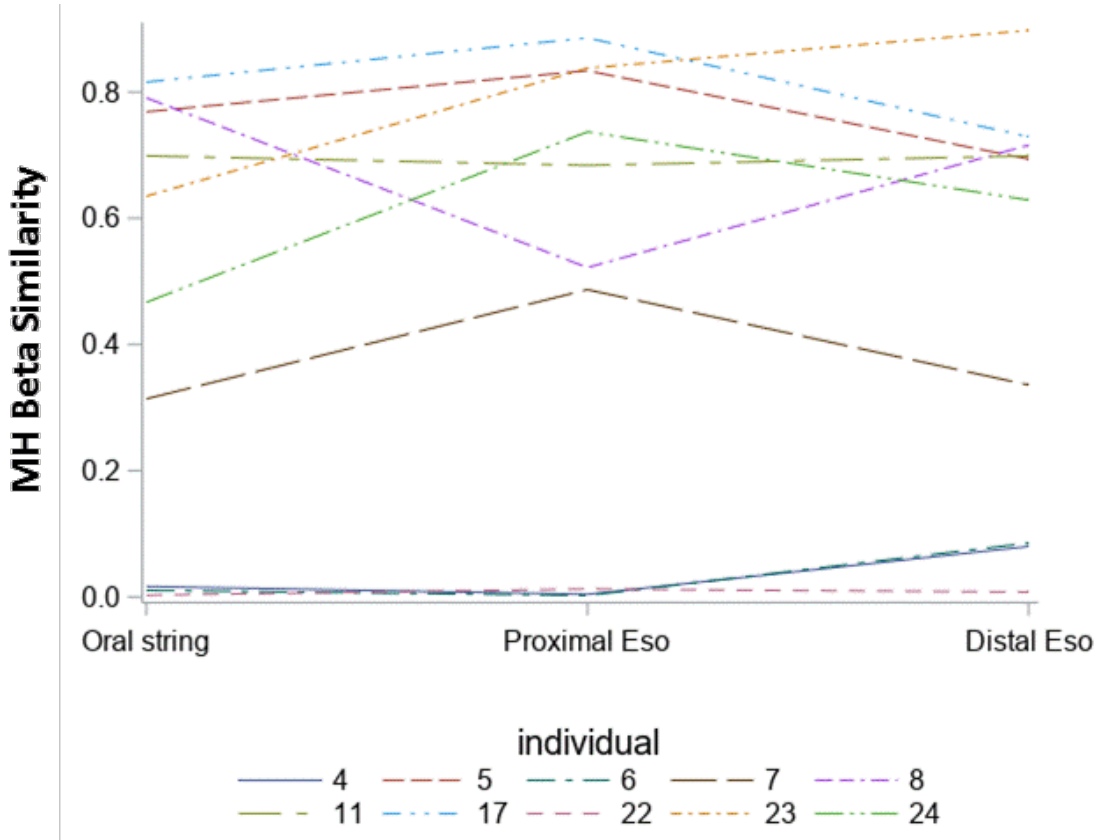 MH Beta Similarity
0.8
0.6
0.4
0.2
0.0
Oral string Proximal Eso Distal Eso
individual
4 5 6 7 8
11 17 22 23 24